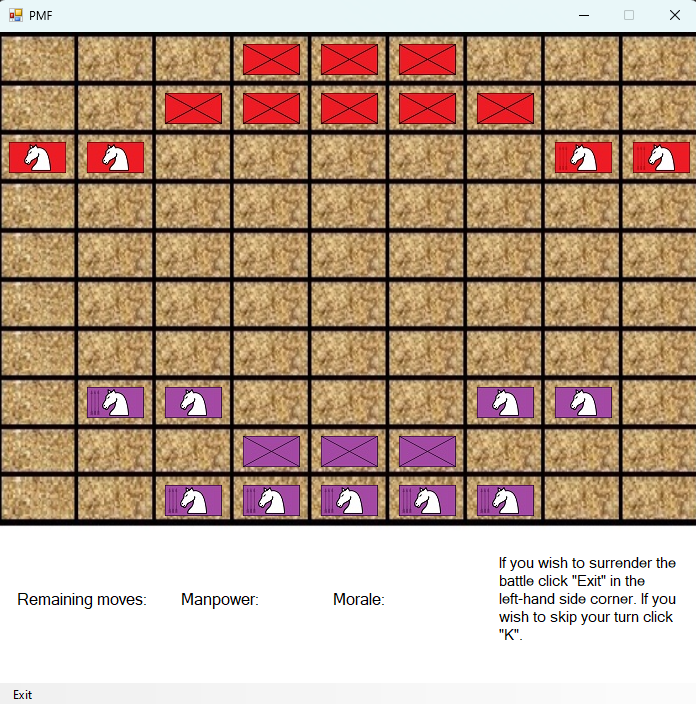 PMF
If you wish to surrender the
battle click "Exit" in the
left-hand side corner. If you
wish to skip your turn click
"K".
Remaining moves: Manpower: Morale:
Exit